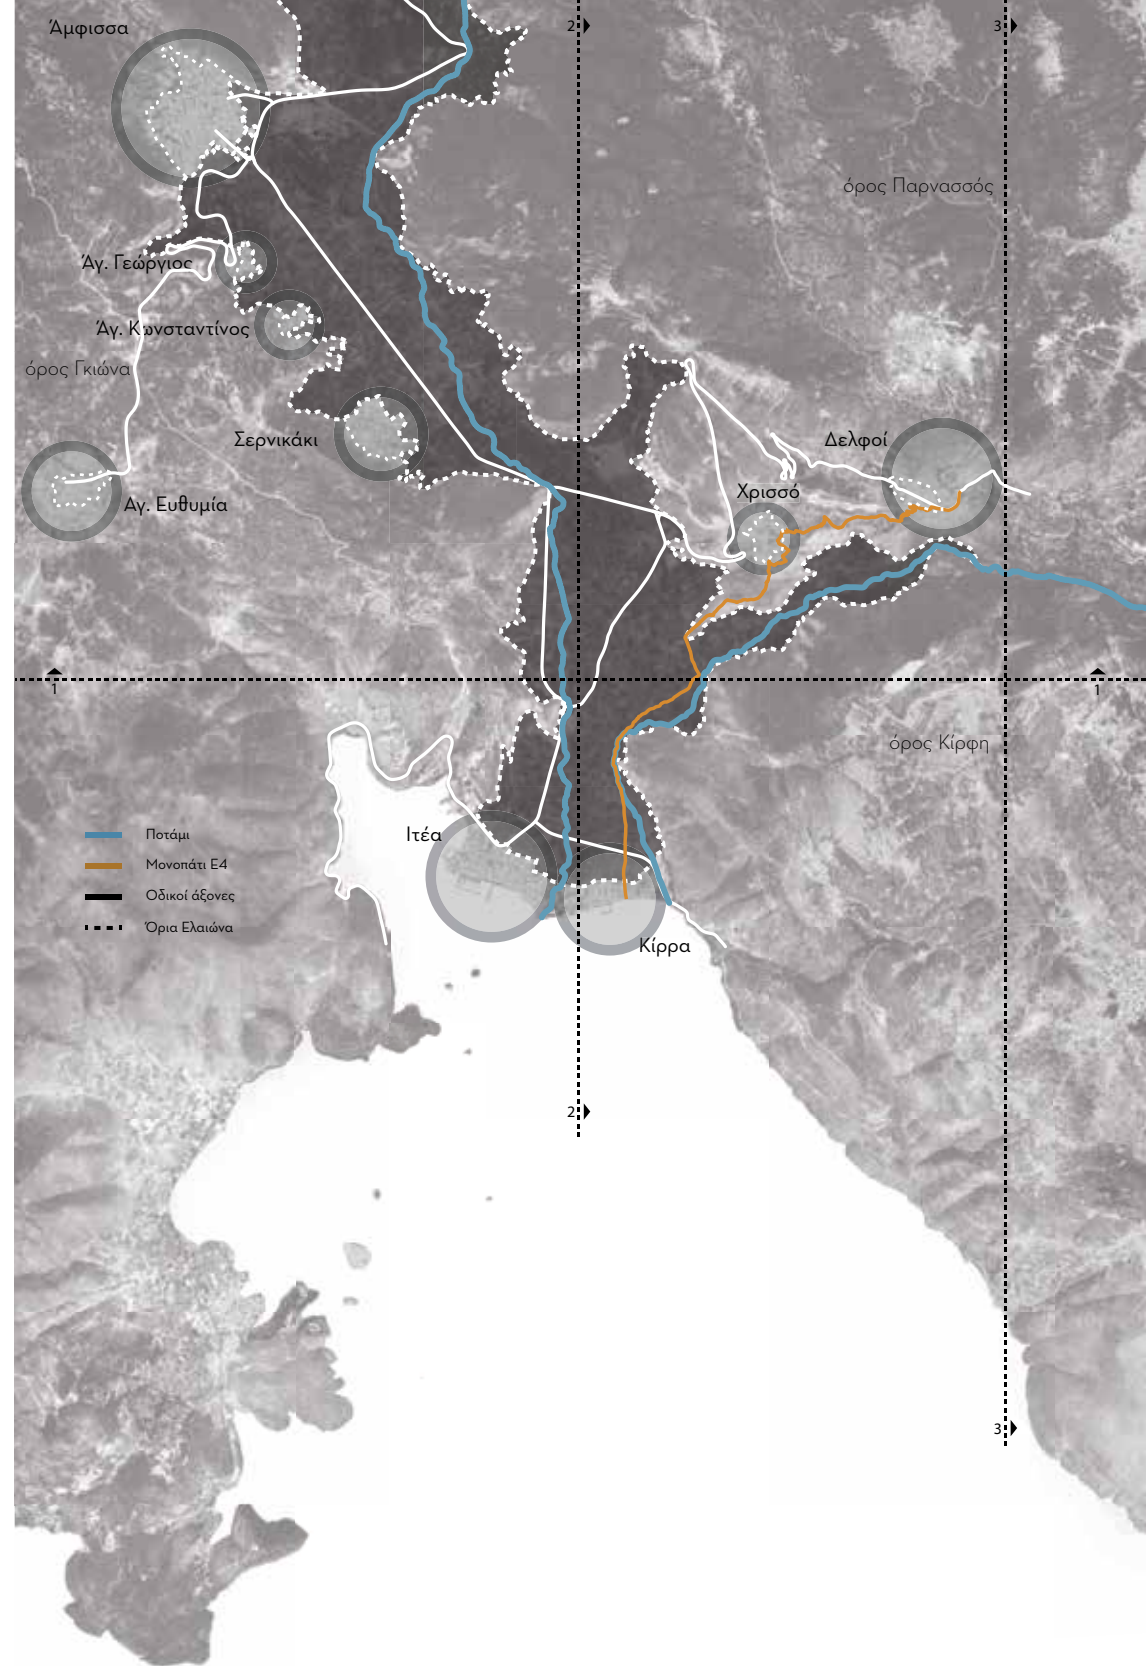 Άμφισσα
2
3
όρος Παρνασσός
Άγ. Γεώργιος
Άγ. Κωνσταντίνος
όρος Γκιώνα
Σερνικάκι
Δελφοί
Χρισσό
Αγ. Ευθυμία
1
1
όρος Κίρφη
Ιτέα
Ποτάμι
Μονοπάτι Ε4
Οδικοί άξονες
Όρια Ελαιώνα
Κίρρα
2
3